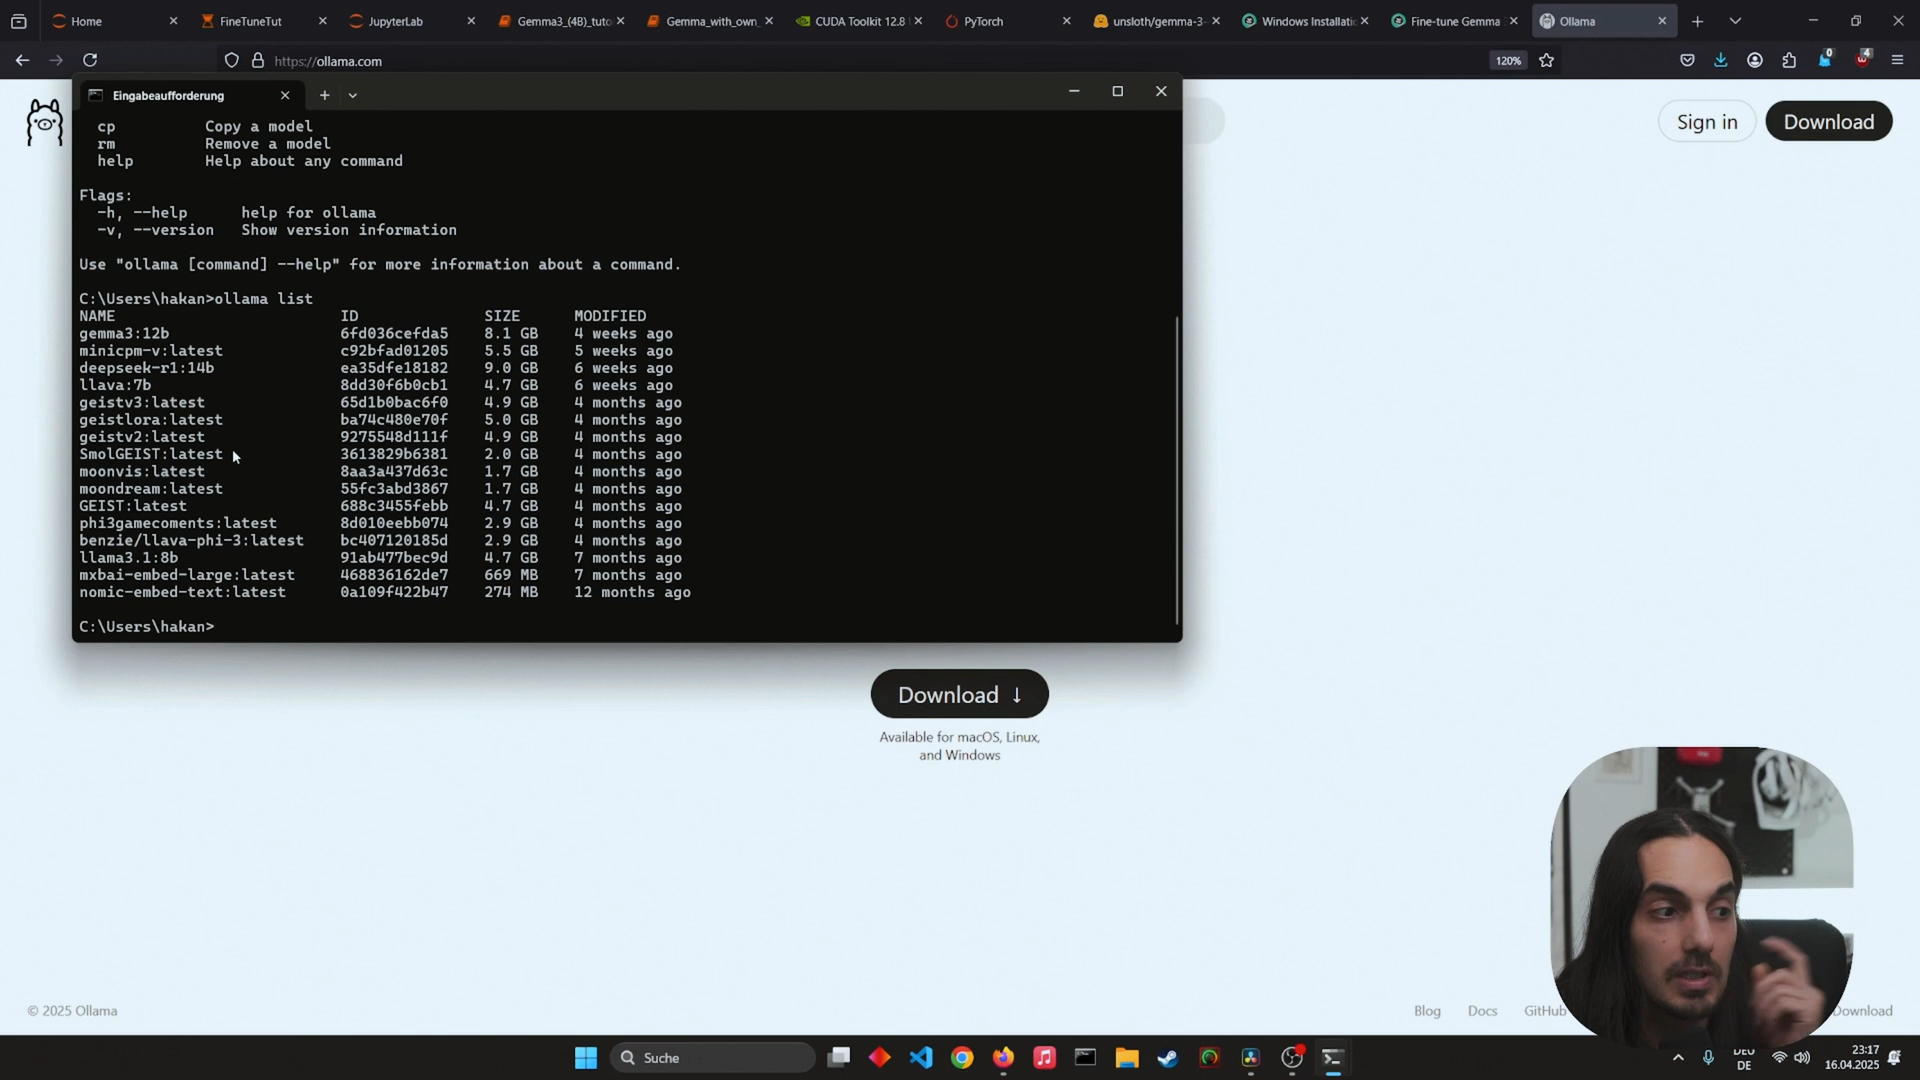 Home
FineTuneTut
JupyterLab
Gemma3_(4B)_tuto
Gemma_with_own_
CUDA Toolkit 12.8
PyTorch
unsloth/gemma-3-
Windows Installatio
Fine-tune Gemma
Ollama
https://ollama.com
120%
0
4
Eingabeaufforderung
Sign in
Download
cp Copy a model
rm Remove a model
help Help about any command
Flags:
-h, --help help for ollama
-v, --version Show version information
Use "ollama [command] --help" for more information about a command.
C:\Users\hakan>ollama list
NAME ID SIZE MODIFIED
gemma3:12b 6fd036cefda5 8.1 GB 4 weeks ago
minicpm-v:latest c92bfad01205 5.5 GB 5 weeks ago
deepseek-r1:14b ea35dfe18182 9.0 GB 6 weeks ago
llava:7b 8dd30f6b0cb1 4.7 GB 6 weeks ago
geistv3:latest 65d1b0bac6f0 4.9 GB 4 months ago
geistlora:latest ba74c480e70f 5.0 GB 4 months ago
geistv2:latest 9275548d111f 4.9 GB 4 months ago
SmolGEIST:latest 3613829b6381 2.0 GB 4 months ago
moonvis:latest 8aa3a437d63c 1.7 GB 4 months ago
moondream:latest 55fc3abd3867 1.7 GB 4 months ago
GEIST:latest 688c3455febb 4.7 GB 4 months ago
phi3gamecoments:latest 8d010eebb074 2.9 GB 4 months ago
benzie/llava-phi-3:latest bc407120185d 2.9 GB 4 months ago
llama3.1:8b 91ab477bec9d 4.7 GB 7 months ago
mxbai-embed-large:latest 468836162de7 669 MB 7 months ago
nomic-embed-text:latest 0a109f422b47 274 MB 12 months ago
C:\Users\hakan>
Download ↓
Available for macOS, Linux,
and Windows
© 2025 Ollama
Blog
Docs
GitHub
Download
Suche
DEU
DE
23:17
16.04.2025